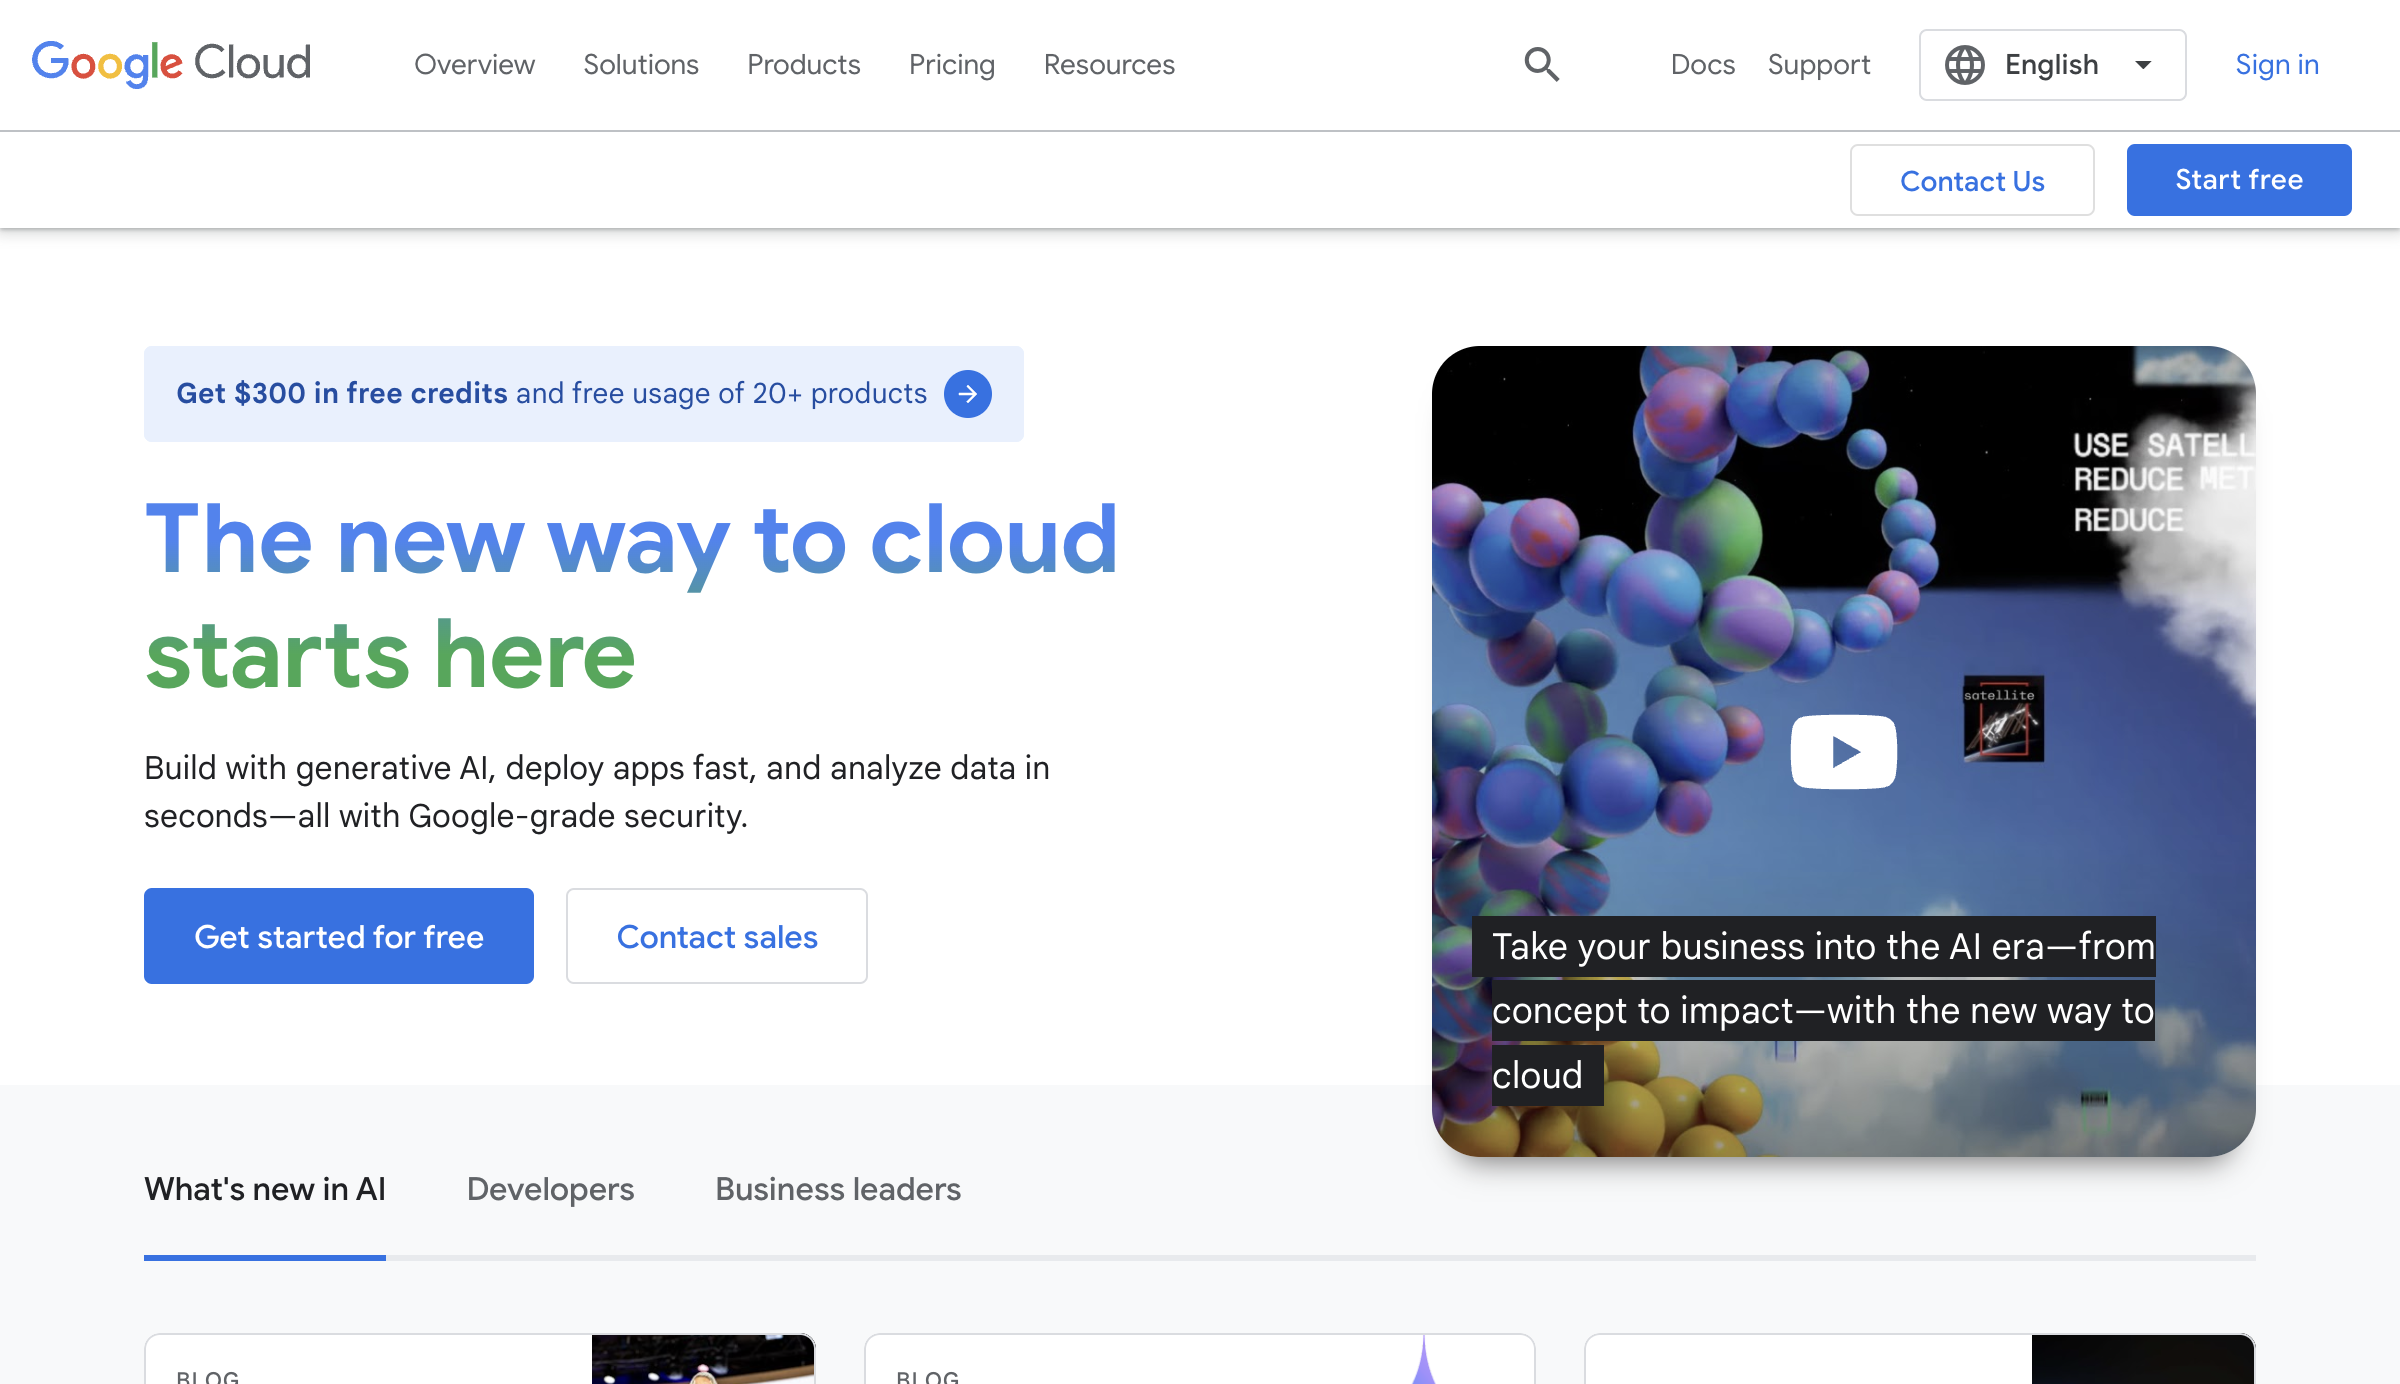 Google Cloud
Overview
Solutions
Products
Pricing
Resources
Docs
Support
English
Sign in
Contact Us
Start free
Get $300 in free credits and free usage of 20+ products
The new way to cloud
starts here
Build with generative AI, deploy apps fast, and analyze data in
seconds—all with Google-grade security.
Get started for free
Contact sales
USE SATELL
REDUCE MET
REDUCE
satellite
Take your business into the AI era—from
concept to impact—with the new way to
cloud
What's new in AI
Developers
Business leaders
BLOG
BLOG